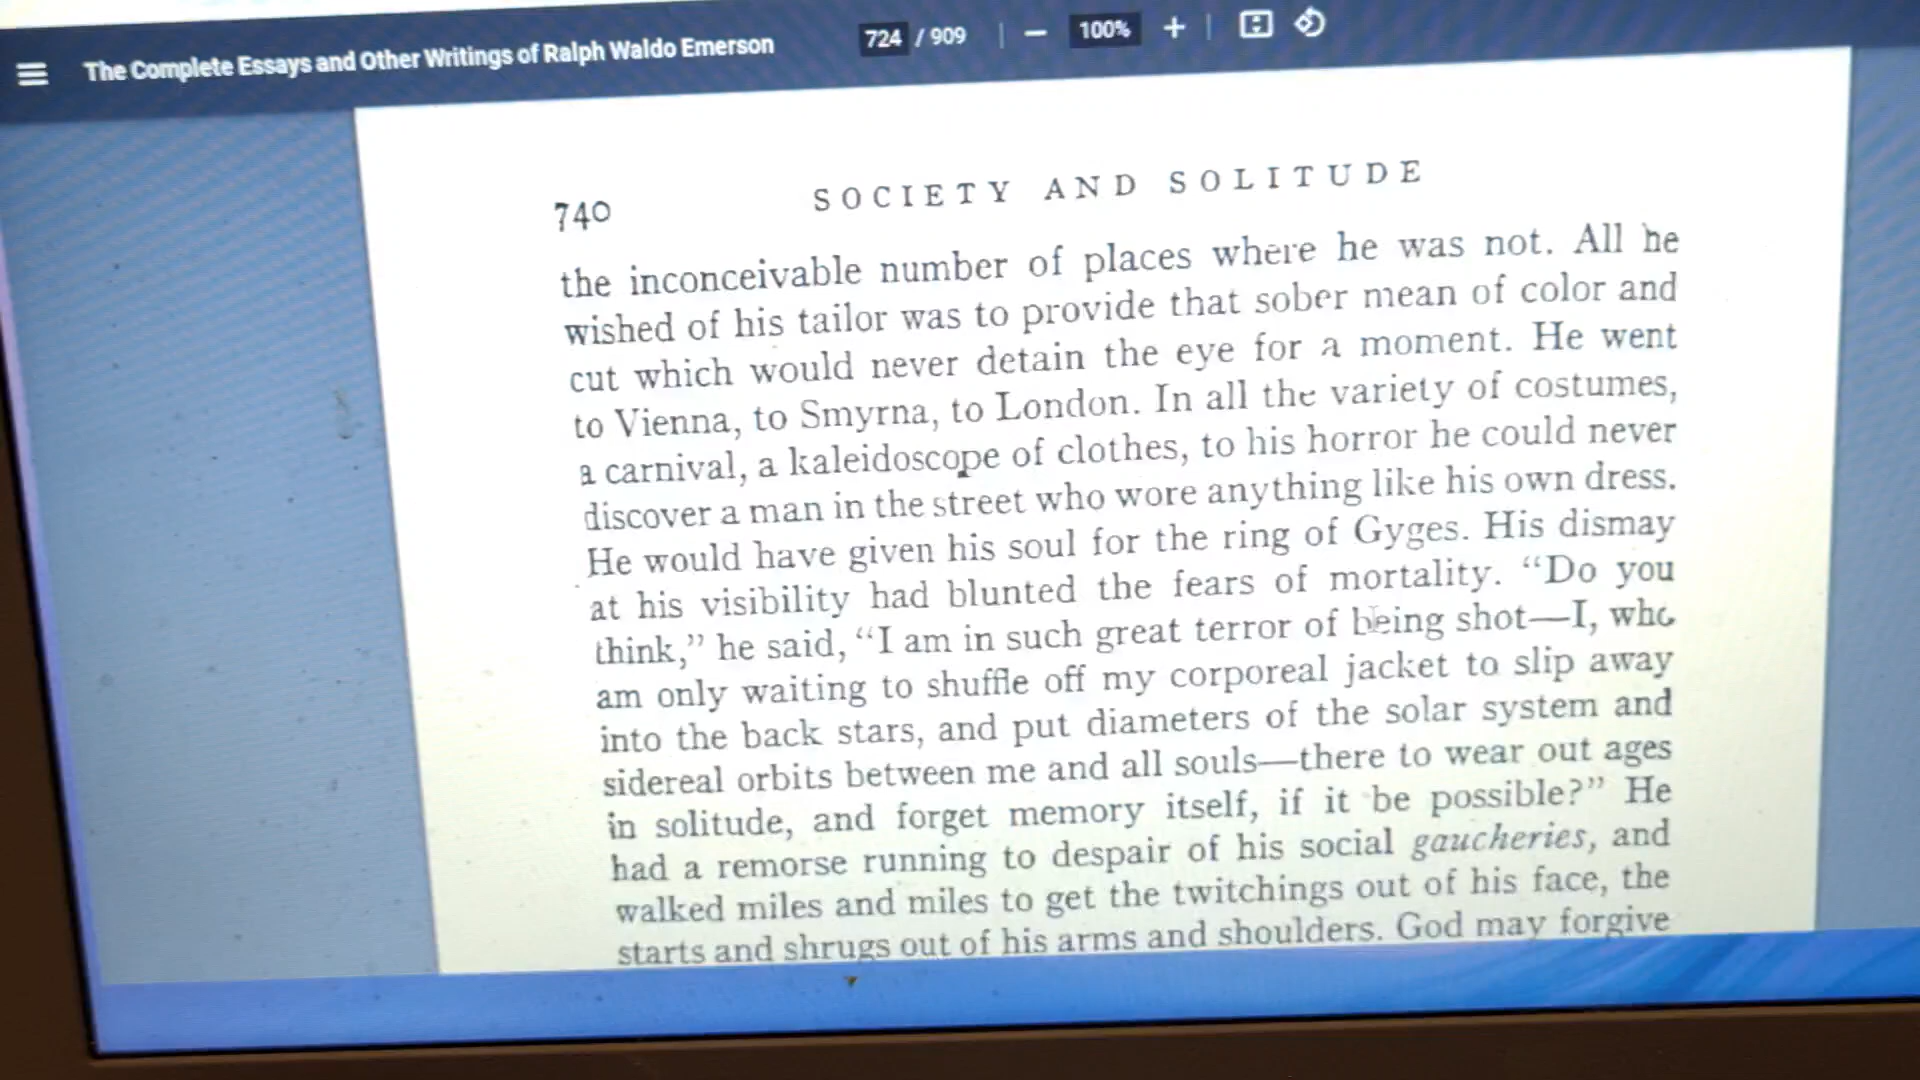 The Complete Essays and Other Writings of Ralph Waldo Emerson 724 / 909 − 100% +
740 SOCIETY AND SOLITUDE
the inconceivable number of places where he was not. All he
wished of his tailor was to provide that sober mean of color and
cut which would never detain the eye for a moment. He went
to Vienna, to Smyrna, to London. In all the variety of costumes,
a carnival, a kaleidoscope of clothes, to his horror he could never
discover a man in the street who wore anything like his own dress.
He would have given his soul for the ring of Gyges. His dismay
at his visibility had blunted the fears of mortality. “Do you
think,” he said, “I am in such great terror of being shot—I, who
am only waiting to shuffle off my corporeal jacket to slip away
into the back stars, and put diameters of the solar system and
sidereal orbits between me and all souls—there to wear out ages
in solitude, and forget memory itself, if it be possible?” He
had a remorse running to despair of his social gaucheries, and
walked miles and miles to get the twitchings out of his face, the
starts and shrugs out of his arms and shoulders. God may forgive